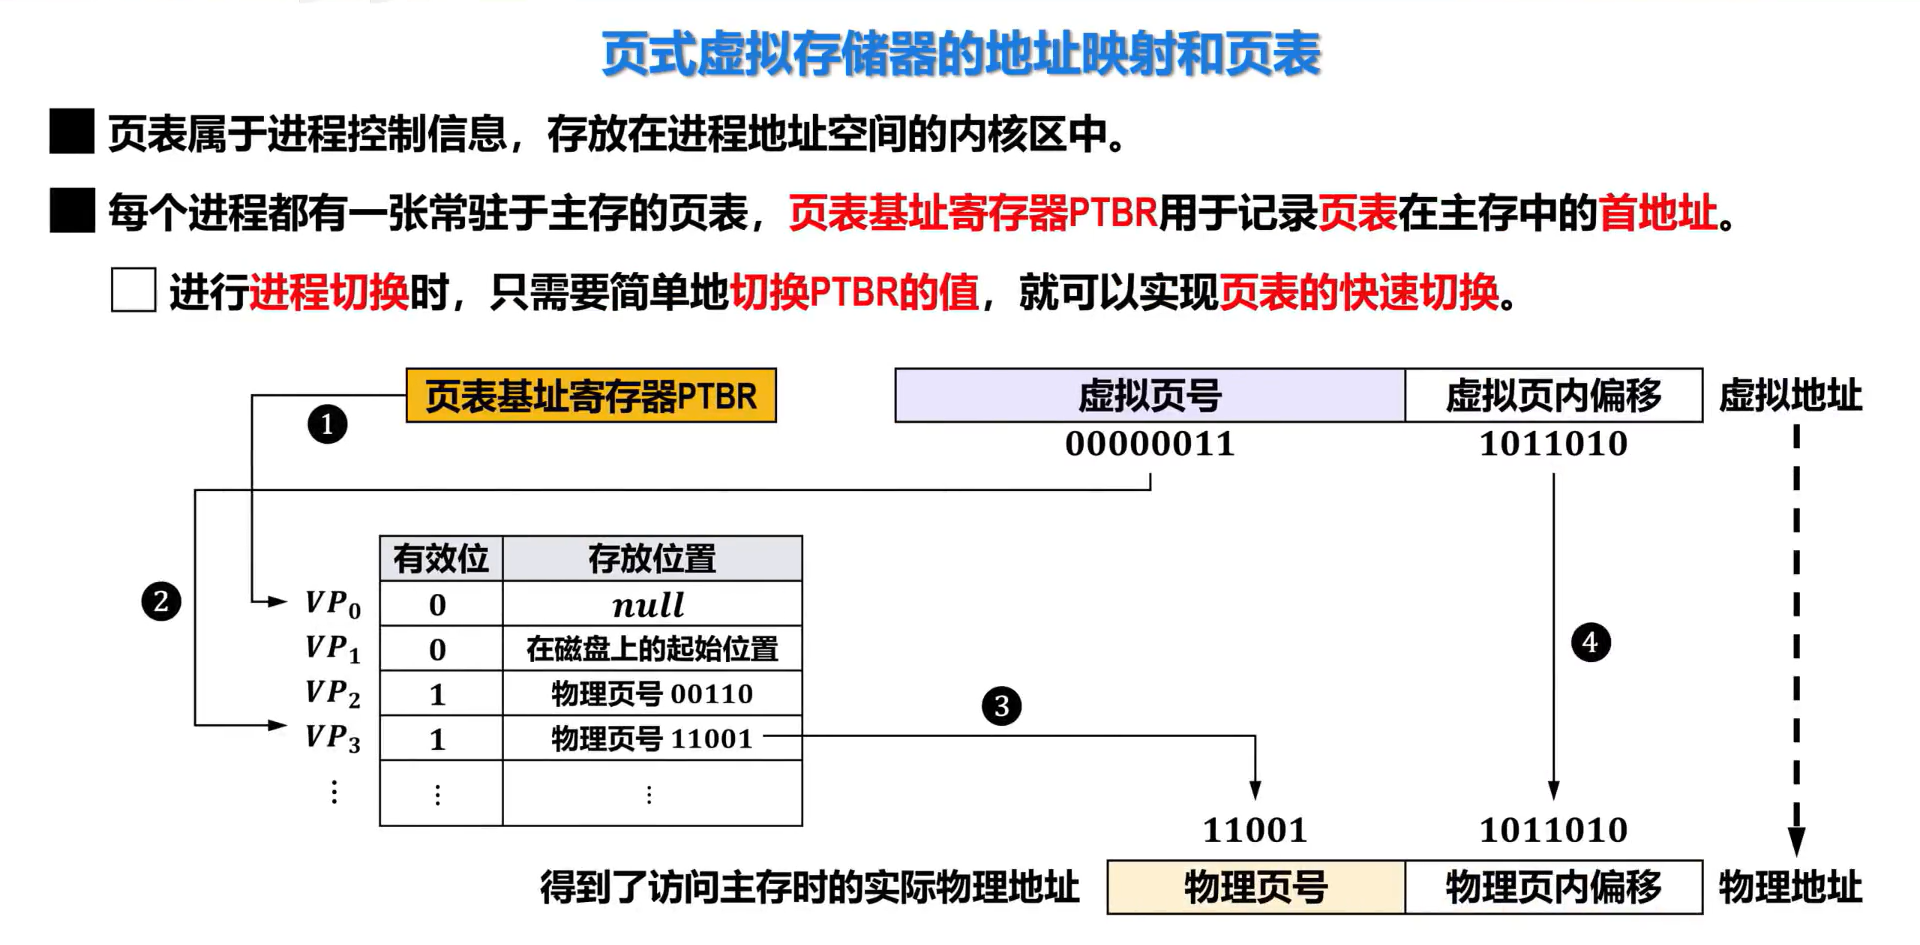 页式虚拟存储器的地址映射和页表
页表属于进程控制信息，存放在进程地址空间的内核区中。
每个进程都有一张常驻于主存的页表，页表基址寄存器PTBR用于记录页表在主存中的首地址。
进行进程切换时，只需要简单地切换PTBR的值，就可以实现页表的快速切换。
页表基址寄存器PTBR 虚拟页号 虚拟页内偏移 虚拟地址
❶ 00000011 1011010
有效位 存放位置
❷ VP₀ 0 null
VP₁ 0 在磁盘上的起始位置 ❹
VP₂ 1 物理页号 00110
❸
VP₃ 1 物理页号 11001
⋮ ⋮ ⋮
11001 1011010
得到了访问主存时的实际物理地址 物理页号 物理页内偏移 物理地址